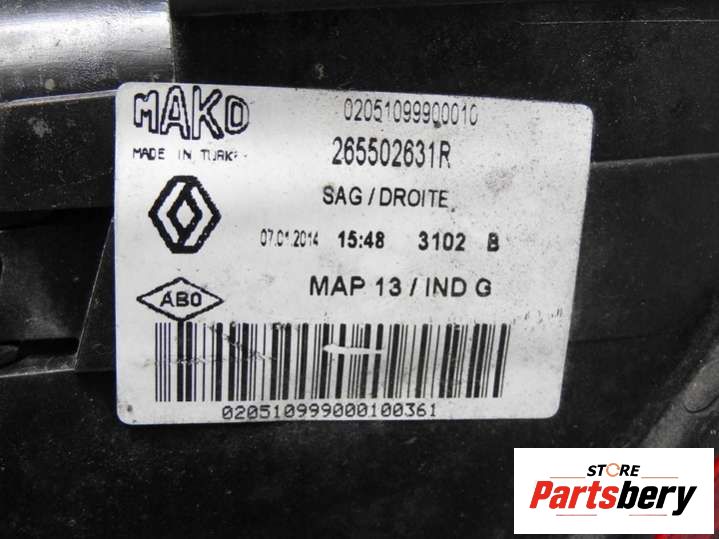 MAKO
02051099900010
MADE IN TURKEY
265502631R
SAG / DROITE
07.01.2014 15:48 3102 B
MAP 13 / IND G
ABO
020510999000100361
STORE
Partsbery